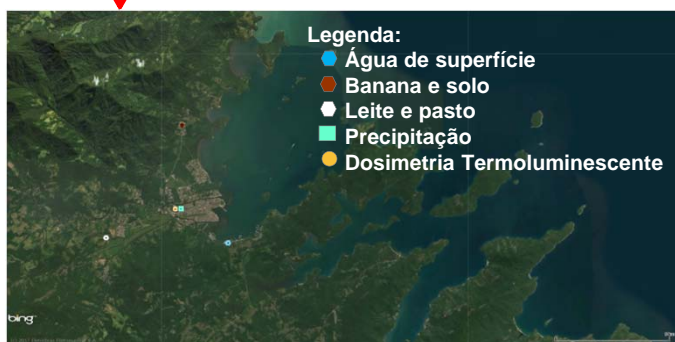 Legenda:
Água de superfície
Banana e solo
Leite e pasto
Precipitação
Dosimetria Termoluminescente
bing